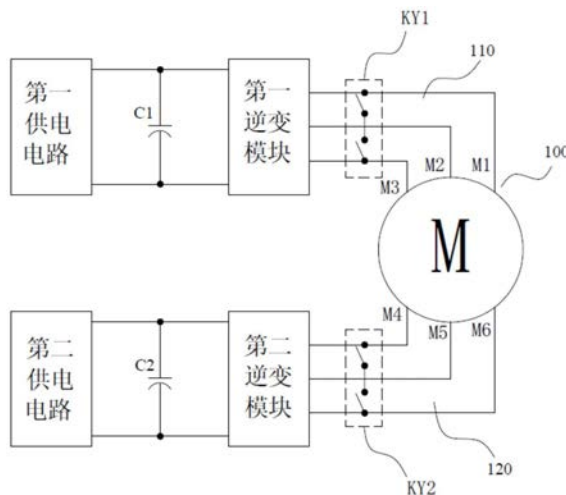 KY1
110
第一
供电
电路
C1
第一
逆变
模块
M3
M2
M1
100
M
第二
供电
电路
C2
第二
逆变
模块
M4
M5
M6
120
KY2